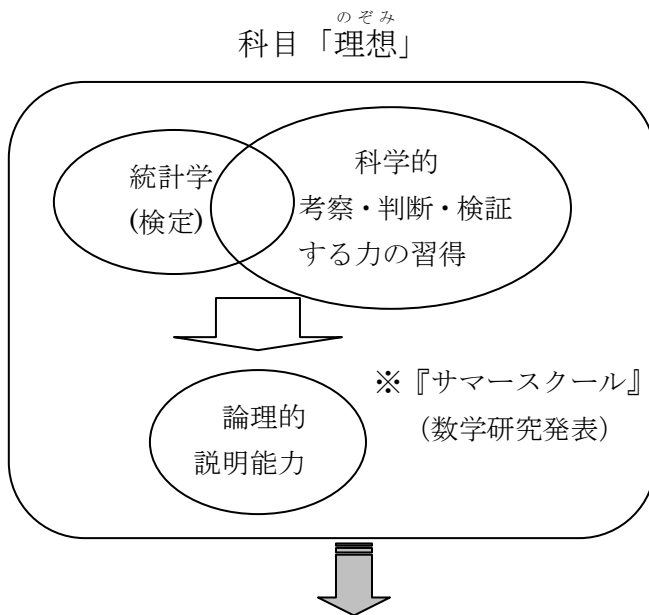 のぞみ
科目「理想」
統計学
(検定)
科学的
考察・判断・検証
する力の習得
論理的
説明能力
※『サマースクール』
（数学研究発表）